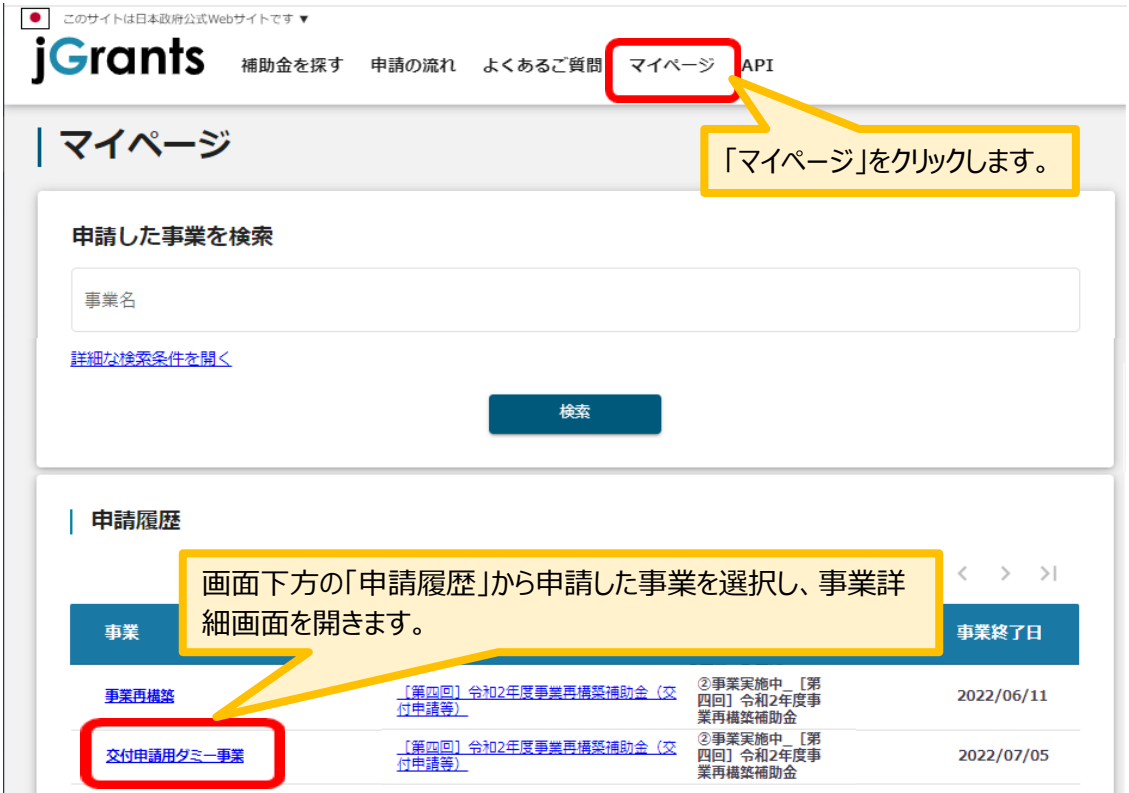 このサイトは日本政府公式Webサイトです ▼
jGrants 補助金を探す 申請の流れ よくあるご質問 マイページ API
マイページ
「マイページ」をクリックします。
申請した事業を検索
事業名
詳細な検索条件を開く
検索
申請履歴
画面下方の「申請履歴」から申請した事業を選択し、事業詳
細画面を開きます。
事業 事業終了日
事業再構築
［第四回］令和2年度事業再構築補助金（交
付申請等）
②事業実施中_［第
四回］令和2年度事
業再構築補助金
2022/06/11
交付申請用ダミー事業
［第四回］令和2年度事業再構築補助金（交
付申請等）
②事業実施中_［第
四回］令和2年度事
業再構築補助金
2022/07/05